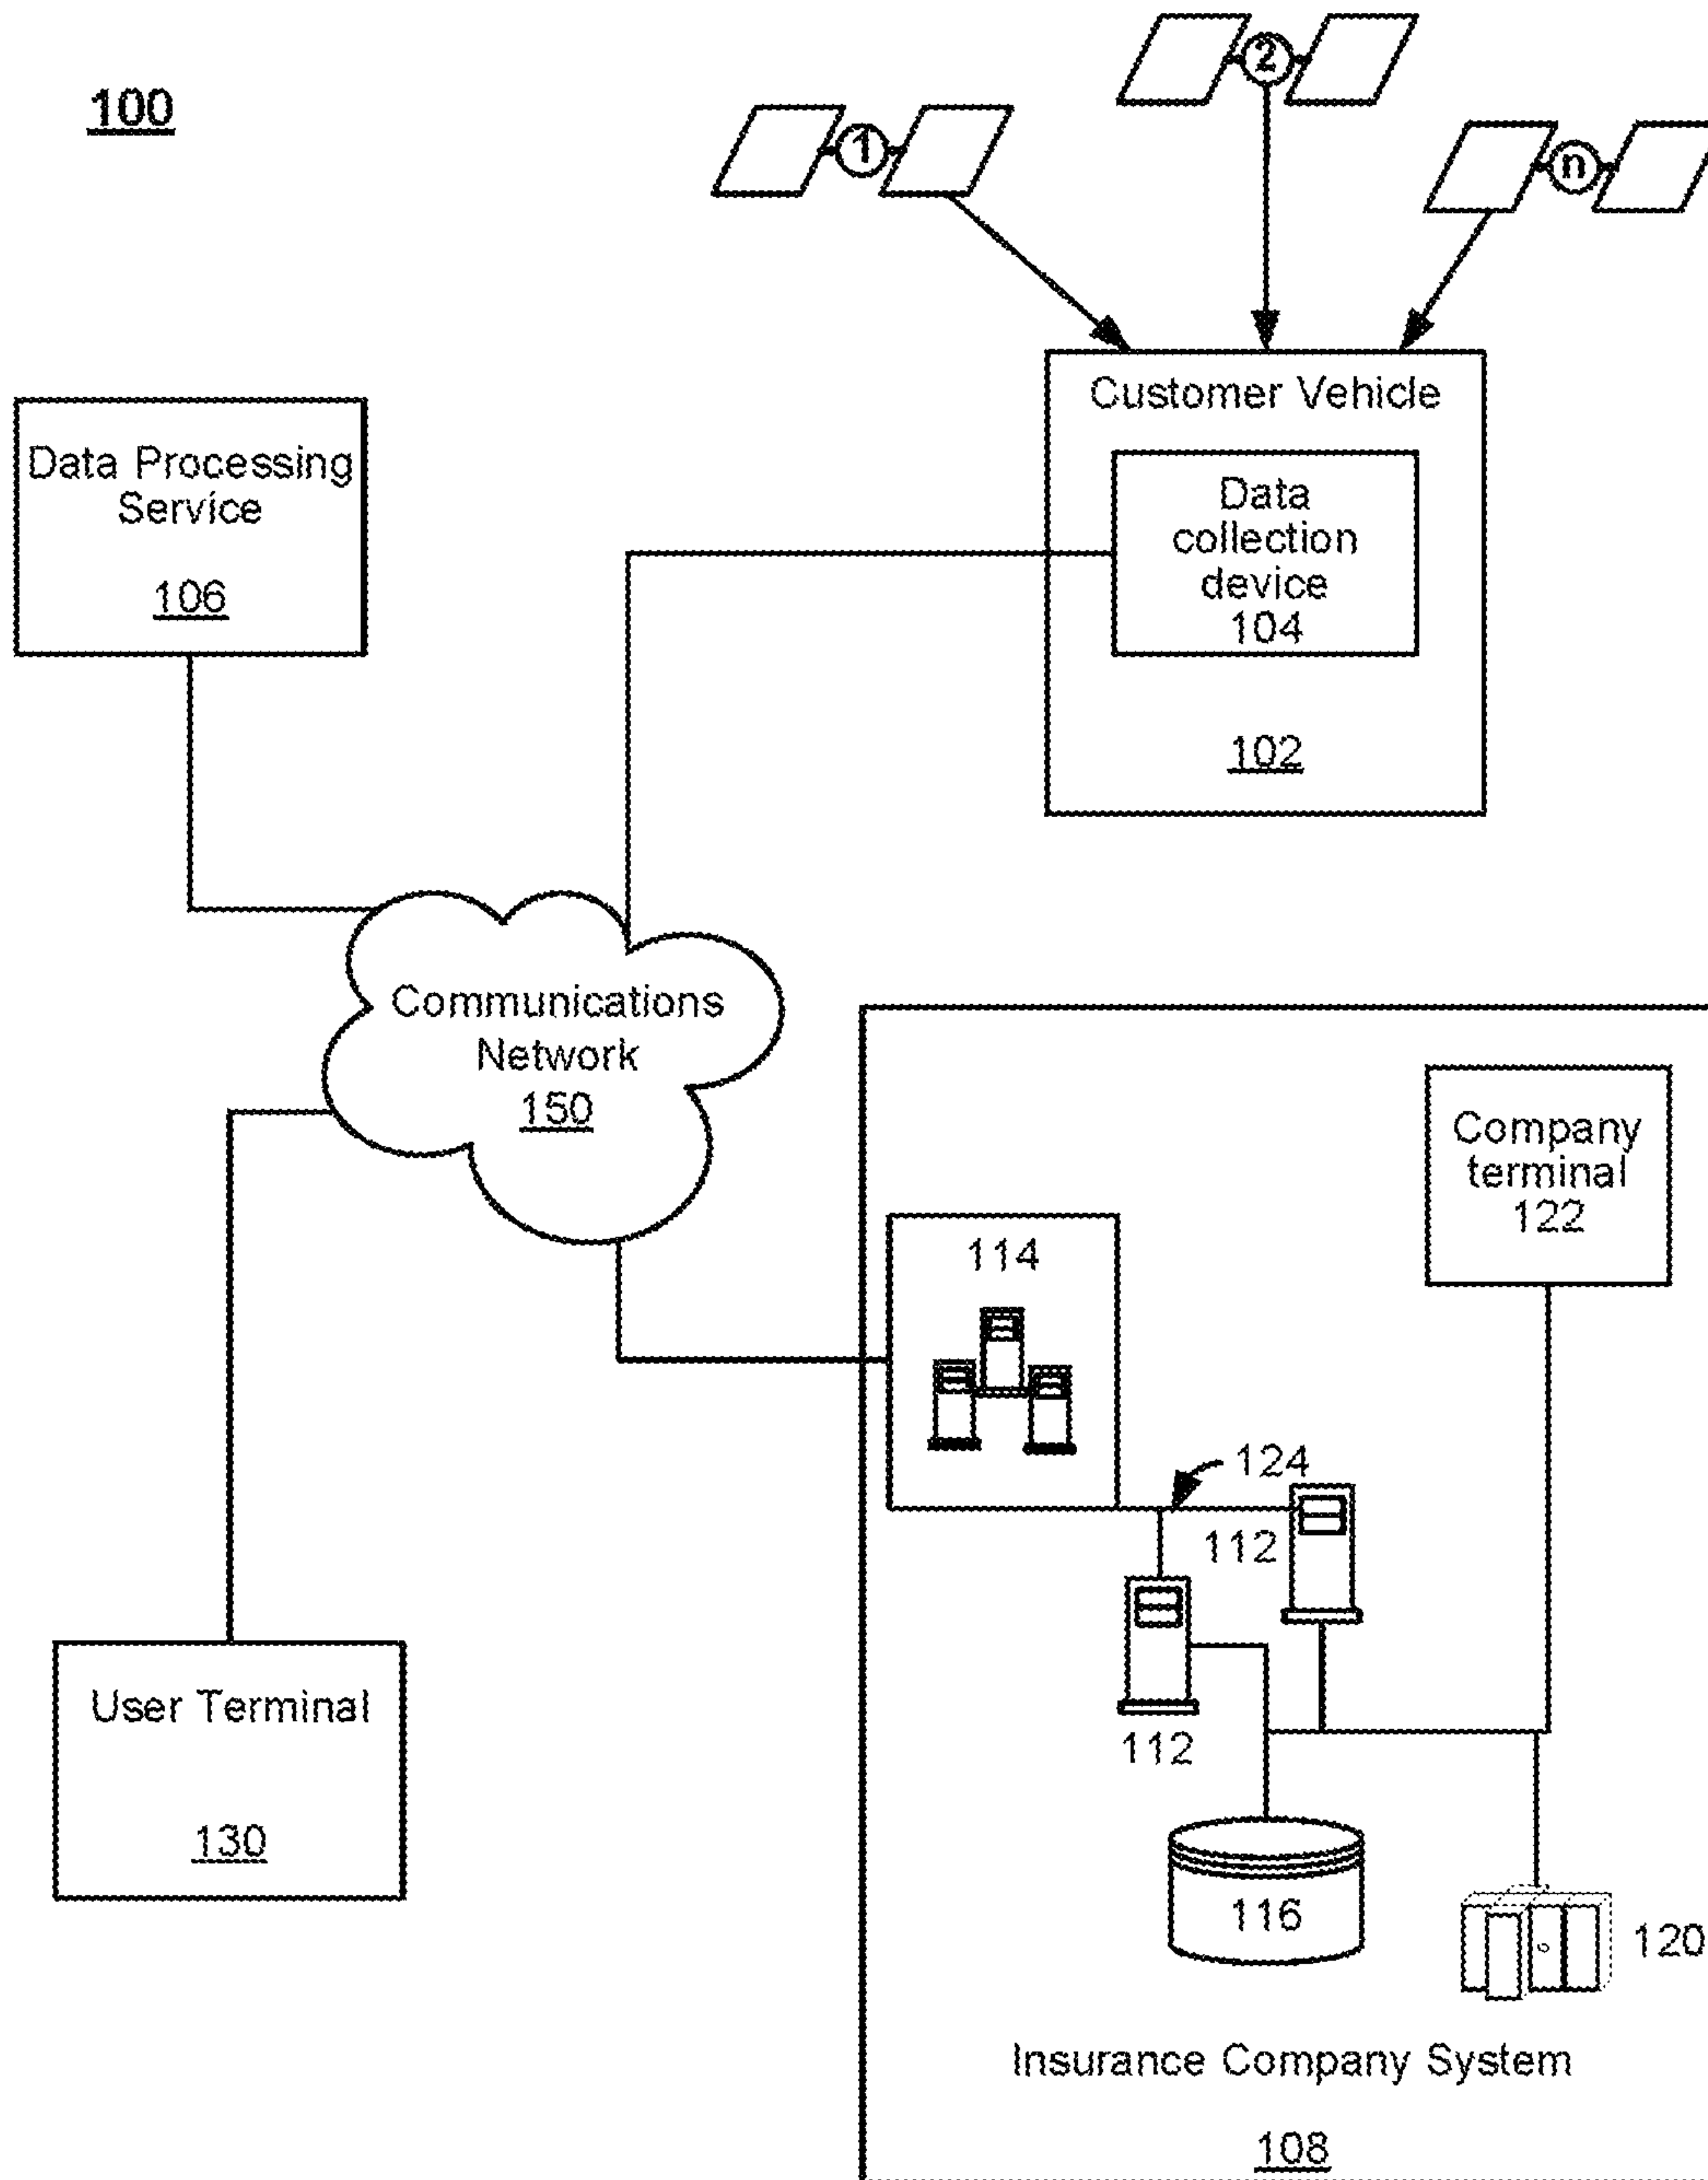 100
1
2
n
Customer Vehicle
Data
collection
device
104
102
Data Processing
Service
106
Communications
Network
150
Company
terminal
122
114
124
112
112
User Terminal
130
116
120
Insurance Company System
108